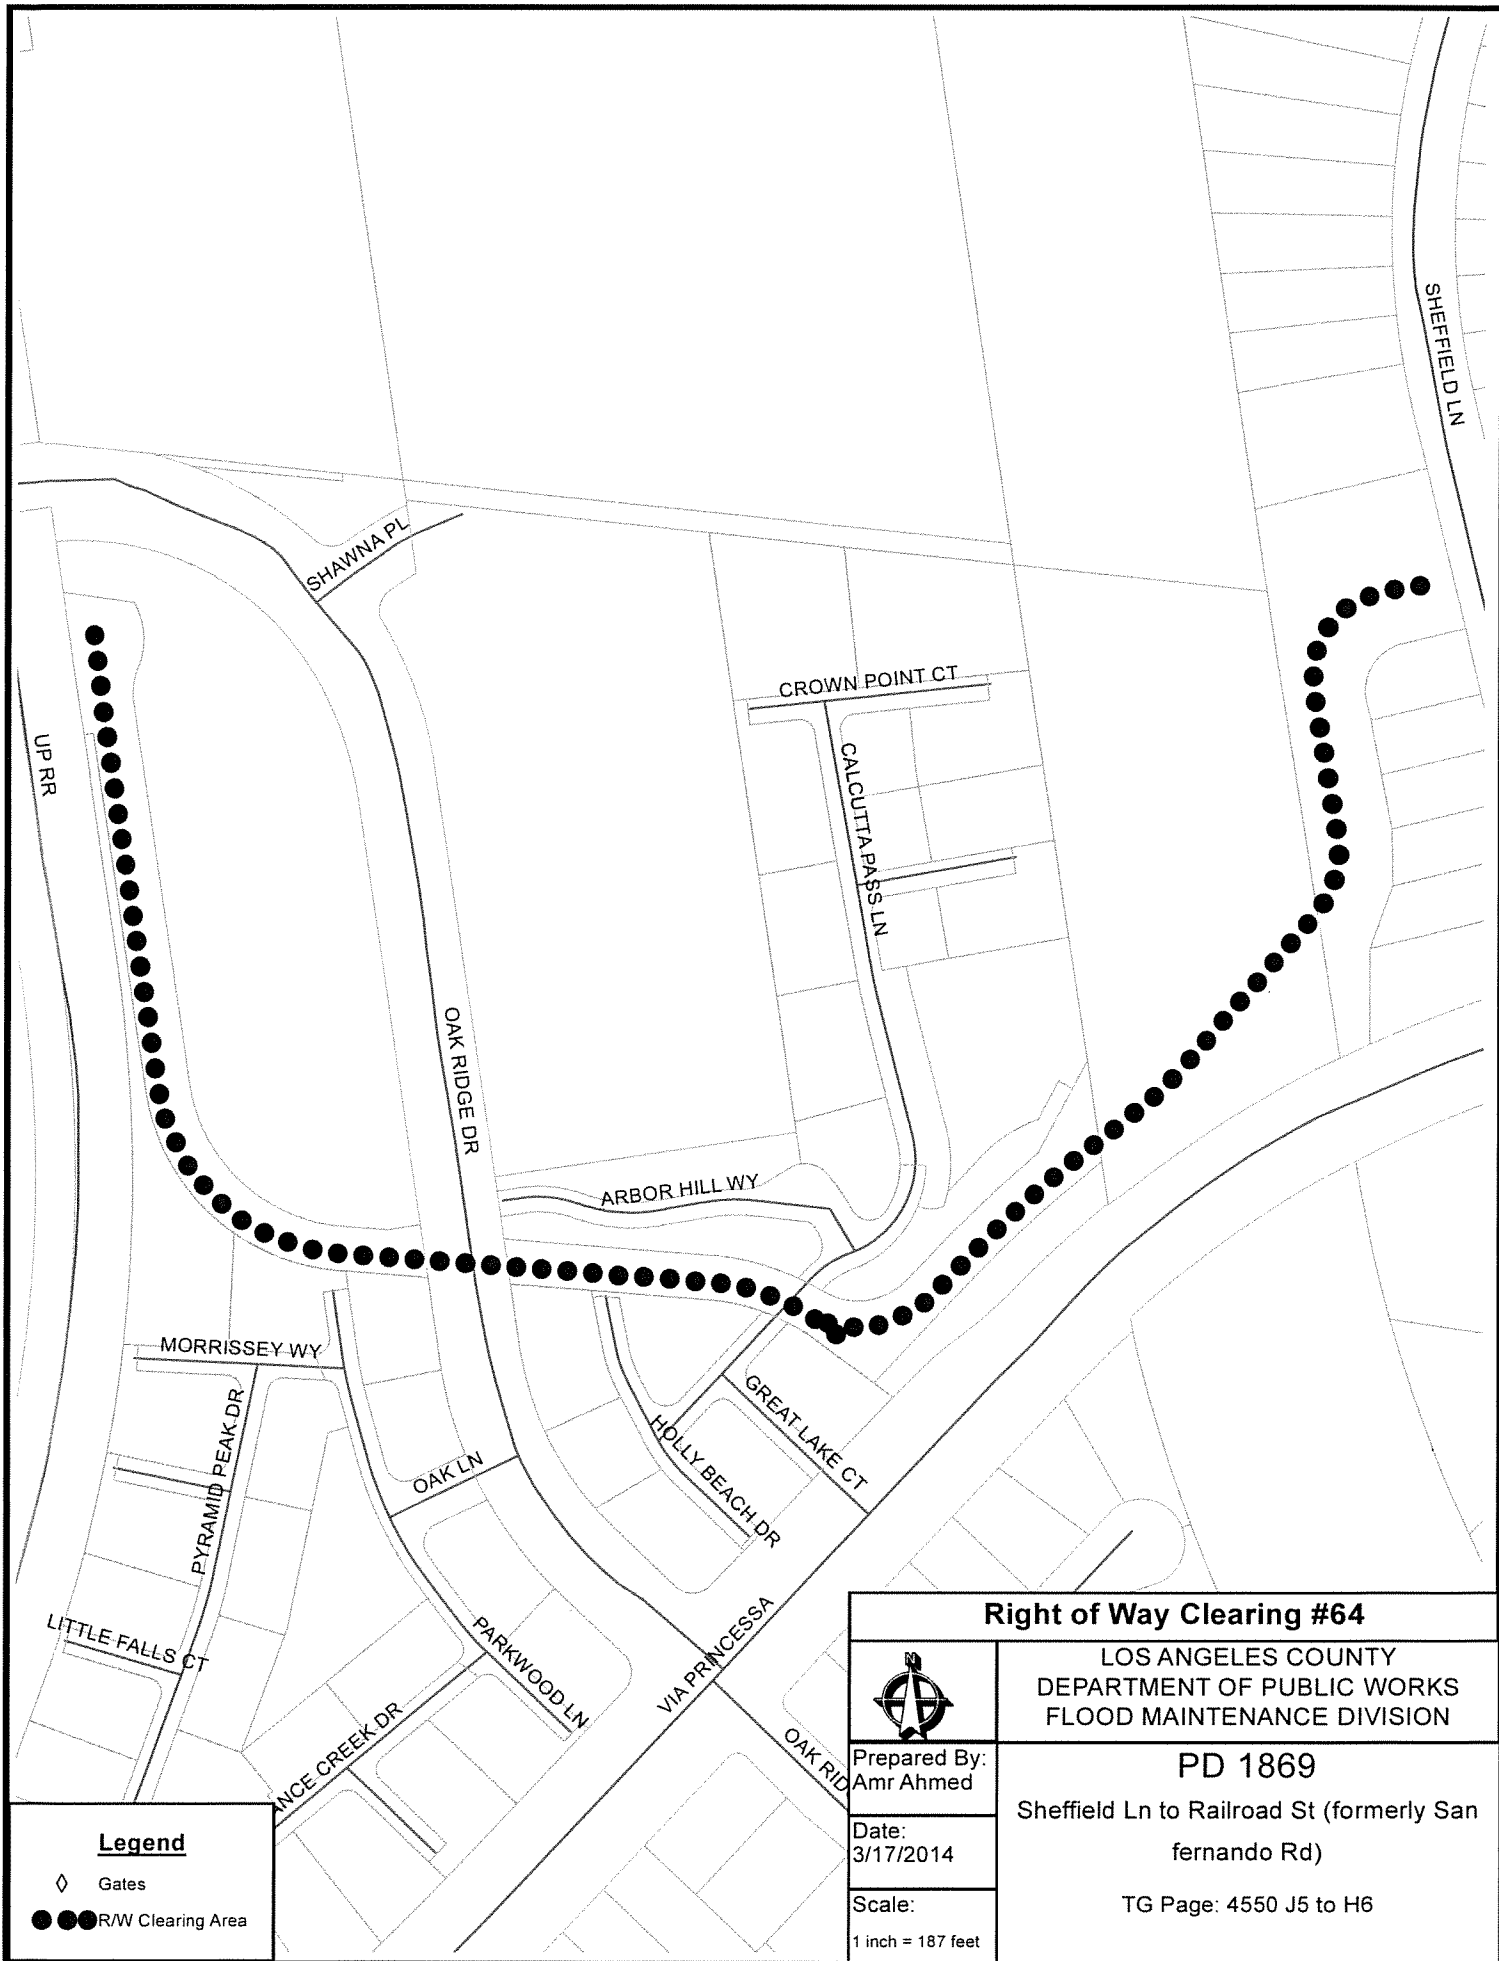 SHEFFIELD LN
SHAWNA PL
CROWN POINT CT
UP RR
CALCUTTA PASS LN
OAK RIDGE DR
ARBOR HILL WY
MORRISSEY WY
PYRAMID PEAK DR
OAK LN
GREAT LAKE CT
HOLLY BEACH DR
LITTLE FALLS CT
PARKWOOD LN
VIA PRINCESSA
ANCE CREEK DR
OAK RID
Right of Way Clearing #64
N
LOS ANGELES COUNTY
DEPARTMENT OF PUBLIC WORKS
FLOOD MAINTENANCE DIVISION
Prepared By:
Amr Ahmed
PD 1869
Sheffield Ln to Railroad St (formerly San
fernando Rd)
Date:
3/17/2014
TG Page: 4550 J5 to H6
Scale:
1 inch = 187 feet
Legend
Gates
R/W Clearing Area